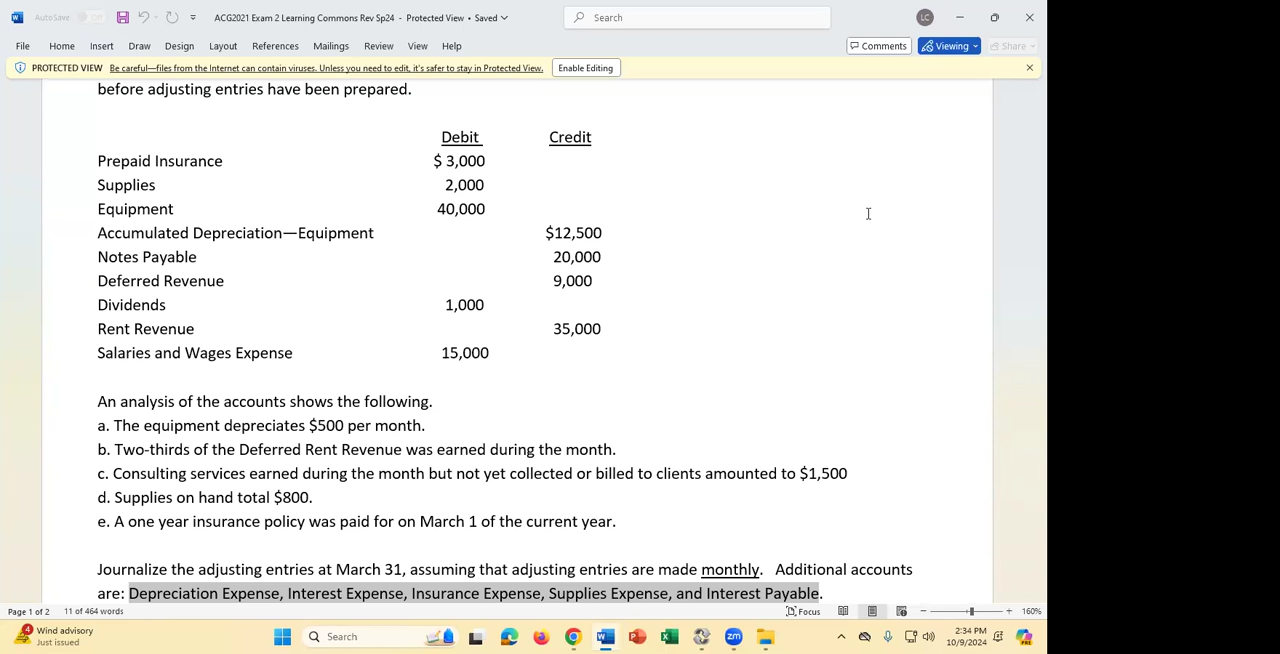 AutoSave Off ACG2021 Exam 2 Learning Commons Rev Sp24 - Protected View • Saved Search LC
File Home Insert Draw Design Layout References Mailings Review View Help Comments Viewing Share
PROTECTED VIEW Be careful—files from the Internet can contain viruses. Unless you need to edit, it's safer to stay in Protected View. Enable Editing
before adjusting entries have been prepared.
Debit Credit
Prepaid Insurance $ 3,000
Supplies 2,000
Equipment 40,000
Accumulated Depreciation—Equipment $12,500
Notes Payable 20,000
Deferred Revenue 9,000
Dividends 1,000
Rent Revenue 35,000
Salaries and Wages Expense 15,000
An analysis of the accounts shows the following.
a. The equipment depreciates $500 per month.
b. Two-thirds of the Deferred Rent Revenue was earned during the month.
c. Consulting services earned during the month but not yet collected or billed to clients amounted to $1,500
d. Supplies on hand total $800.
e. A one year insurance policy was paid for on March 1 of the current year.
Journalize the adjusting entries at March 31, assuming that adjusting entries are made monthly. Additional accounts
are: Depreciation Expense, Interest Expense, Insurance Expense, Supplies Expense, and Interest Payable.
Page 1 of 2 11 of 464 words Focus 160%
4 Wind advisory Search zm 2:34 PM
Just issued 10/9/2024